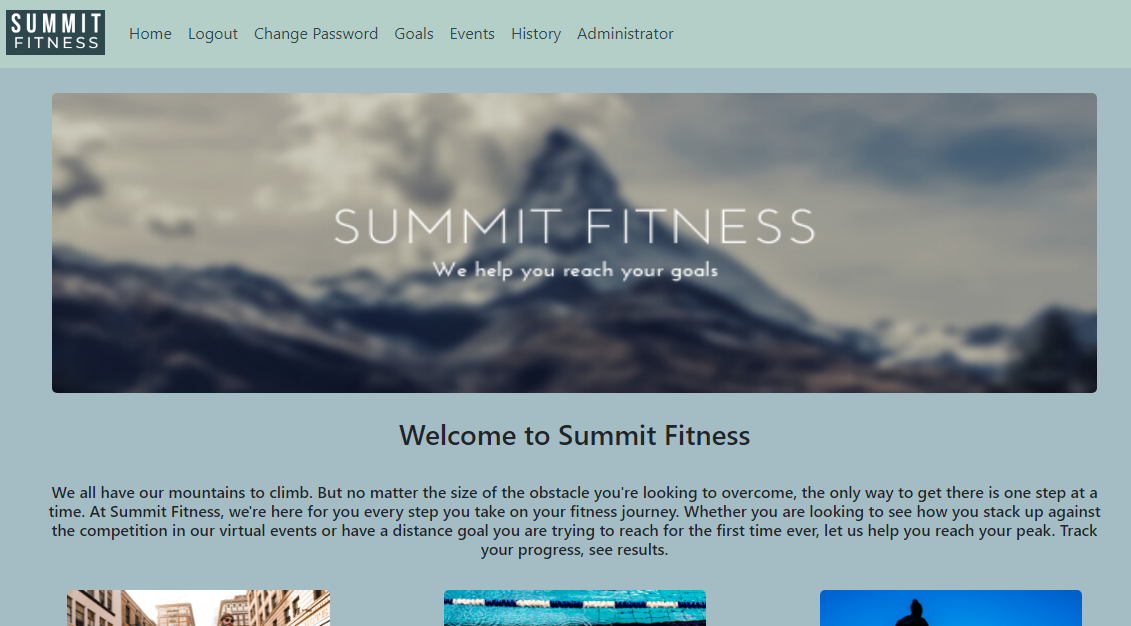 SUMMIT
FITNESS
Home Logout Change Password Goals Events History Administrator
SUMMIT FITNESS
We help you reach your goals
Welcome to Summit Fitness
We all have our mountains to climb. But no matter the size of the obstacle you're looking to overcome, the only way to get there is one step at a
time. At Summit Fitness, we're here for you every step you take on your fitness journey. Whether you are looking to see how you stack up against
the competition in our virtual events or have a distance goal you are trying to reach for the first time ever, let us help you reach your peak. Track
your progress, see results.